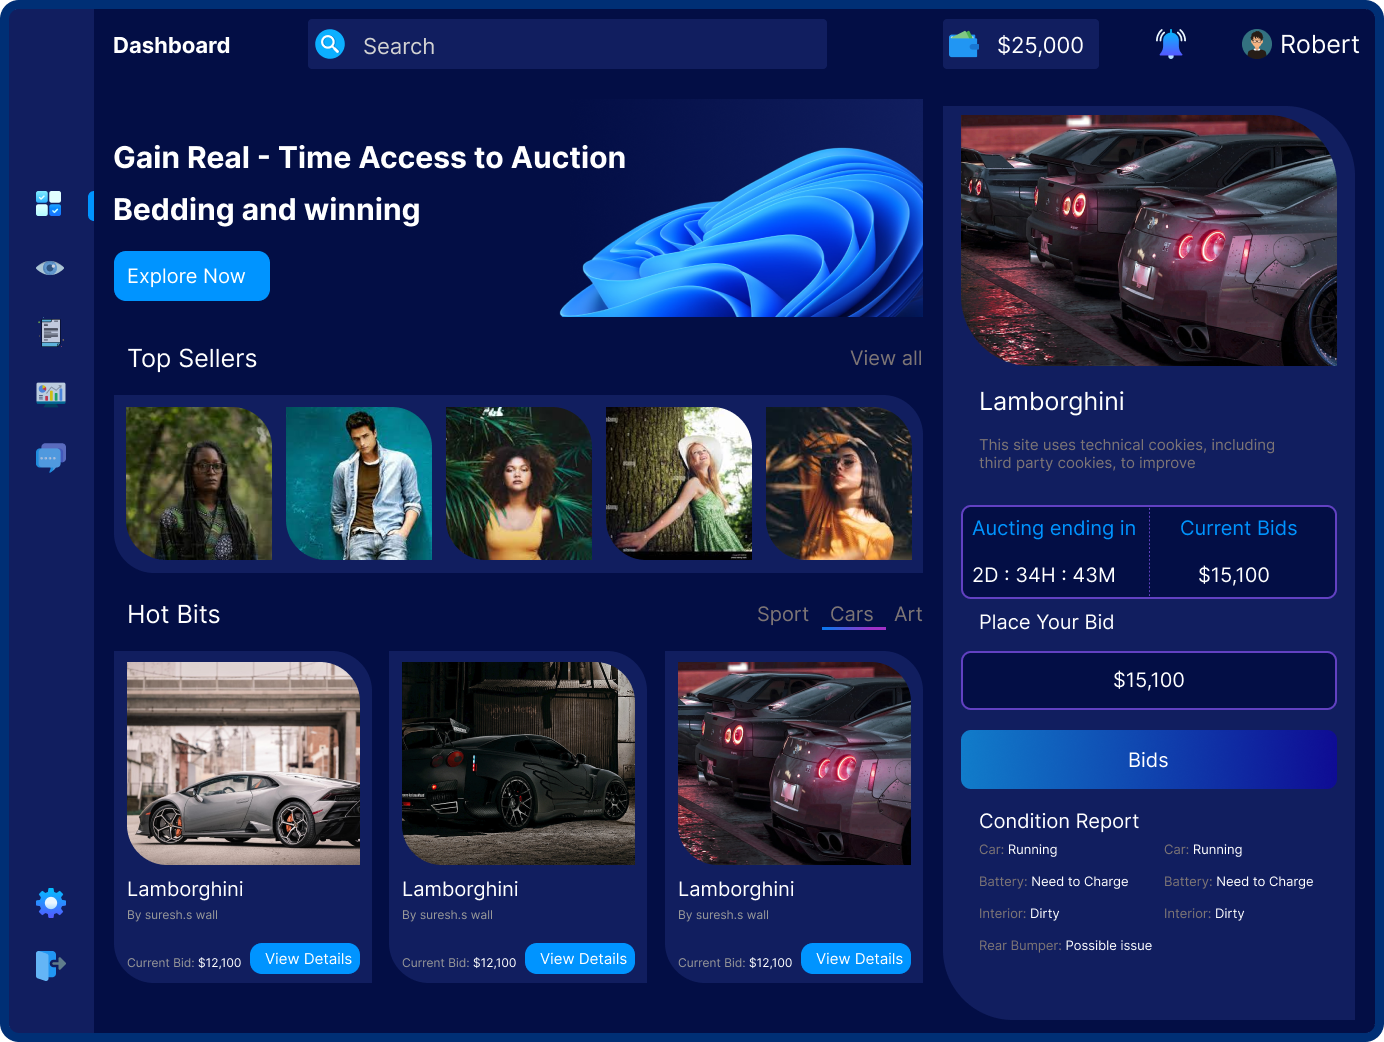 Dashboard
Search
$25,000
Robert
Gain Real - Time Access to Auction
Bedding and winning
Explore Now
Top Sellers
View all
Hot Bits
Sport
Cars
Art
Lamborghini
By suresh.s wall
Current Bid: $12,100
View Details
Lamborghini
By suresh.s wall
Current Bid: $12,100
View Details
Lamborghini
By suresh.s wall
Current Bid: $12,100
View Details
Lamborghini
This site uses technical cookies, including
third party cookies, to improve
Aucting ending in
Current Bids
2D : 34H : 43M
$15,100
Place Your Bid
$15,100
Bids
Condition Report
Car: Running
Car: Running
Battery: Need to Charge
Battery: Need to Charge
Interior: Dirty
Interior: Dirty
Rear Bumper: Possible issue